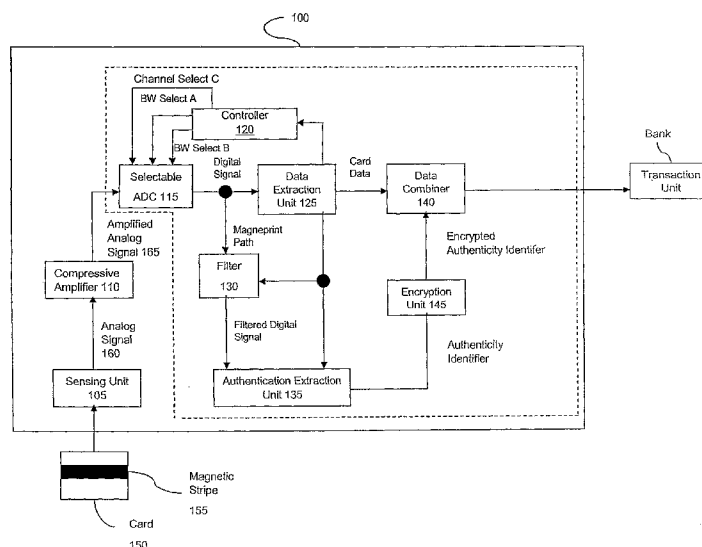 100
Channel Select C
BW Select A
Controller
120
BW Select B
Digital
Signal
Selectable
ADC 115
Data
Extraction
Unit 125
Card
Data
Data
Combiner
140
Bank
Transaction
Unit
Amplified
Analog
Signal 165
Magneprint
Path
Filter
130
Encrypted
Authenticity Identifer
Compressive
Amplifier 110
Encryption
Unit 145
Analog
Signal
160
Filtered Digital
Signal
Authenticity
Identifier
Sensing Unit
105
Authentication Extraction
Unit 135
Magnetic
Stripe
155
Card
150